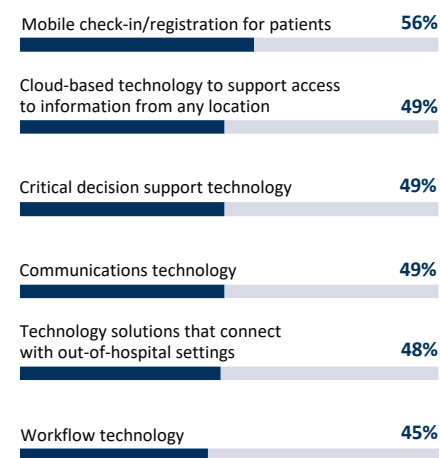 Mobile check-in/registration for patients 56%
Cloud-based technology to support access
to information from any location 49%
Critical decision support technology 49%
Communications technology 49%
Technology solutions that connect
with out-of-hospital settings 48%
Workflow technology 45%